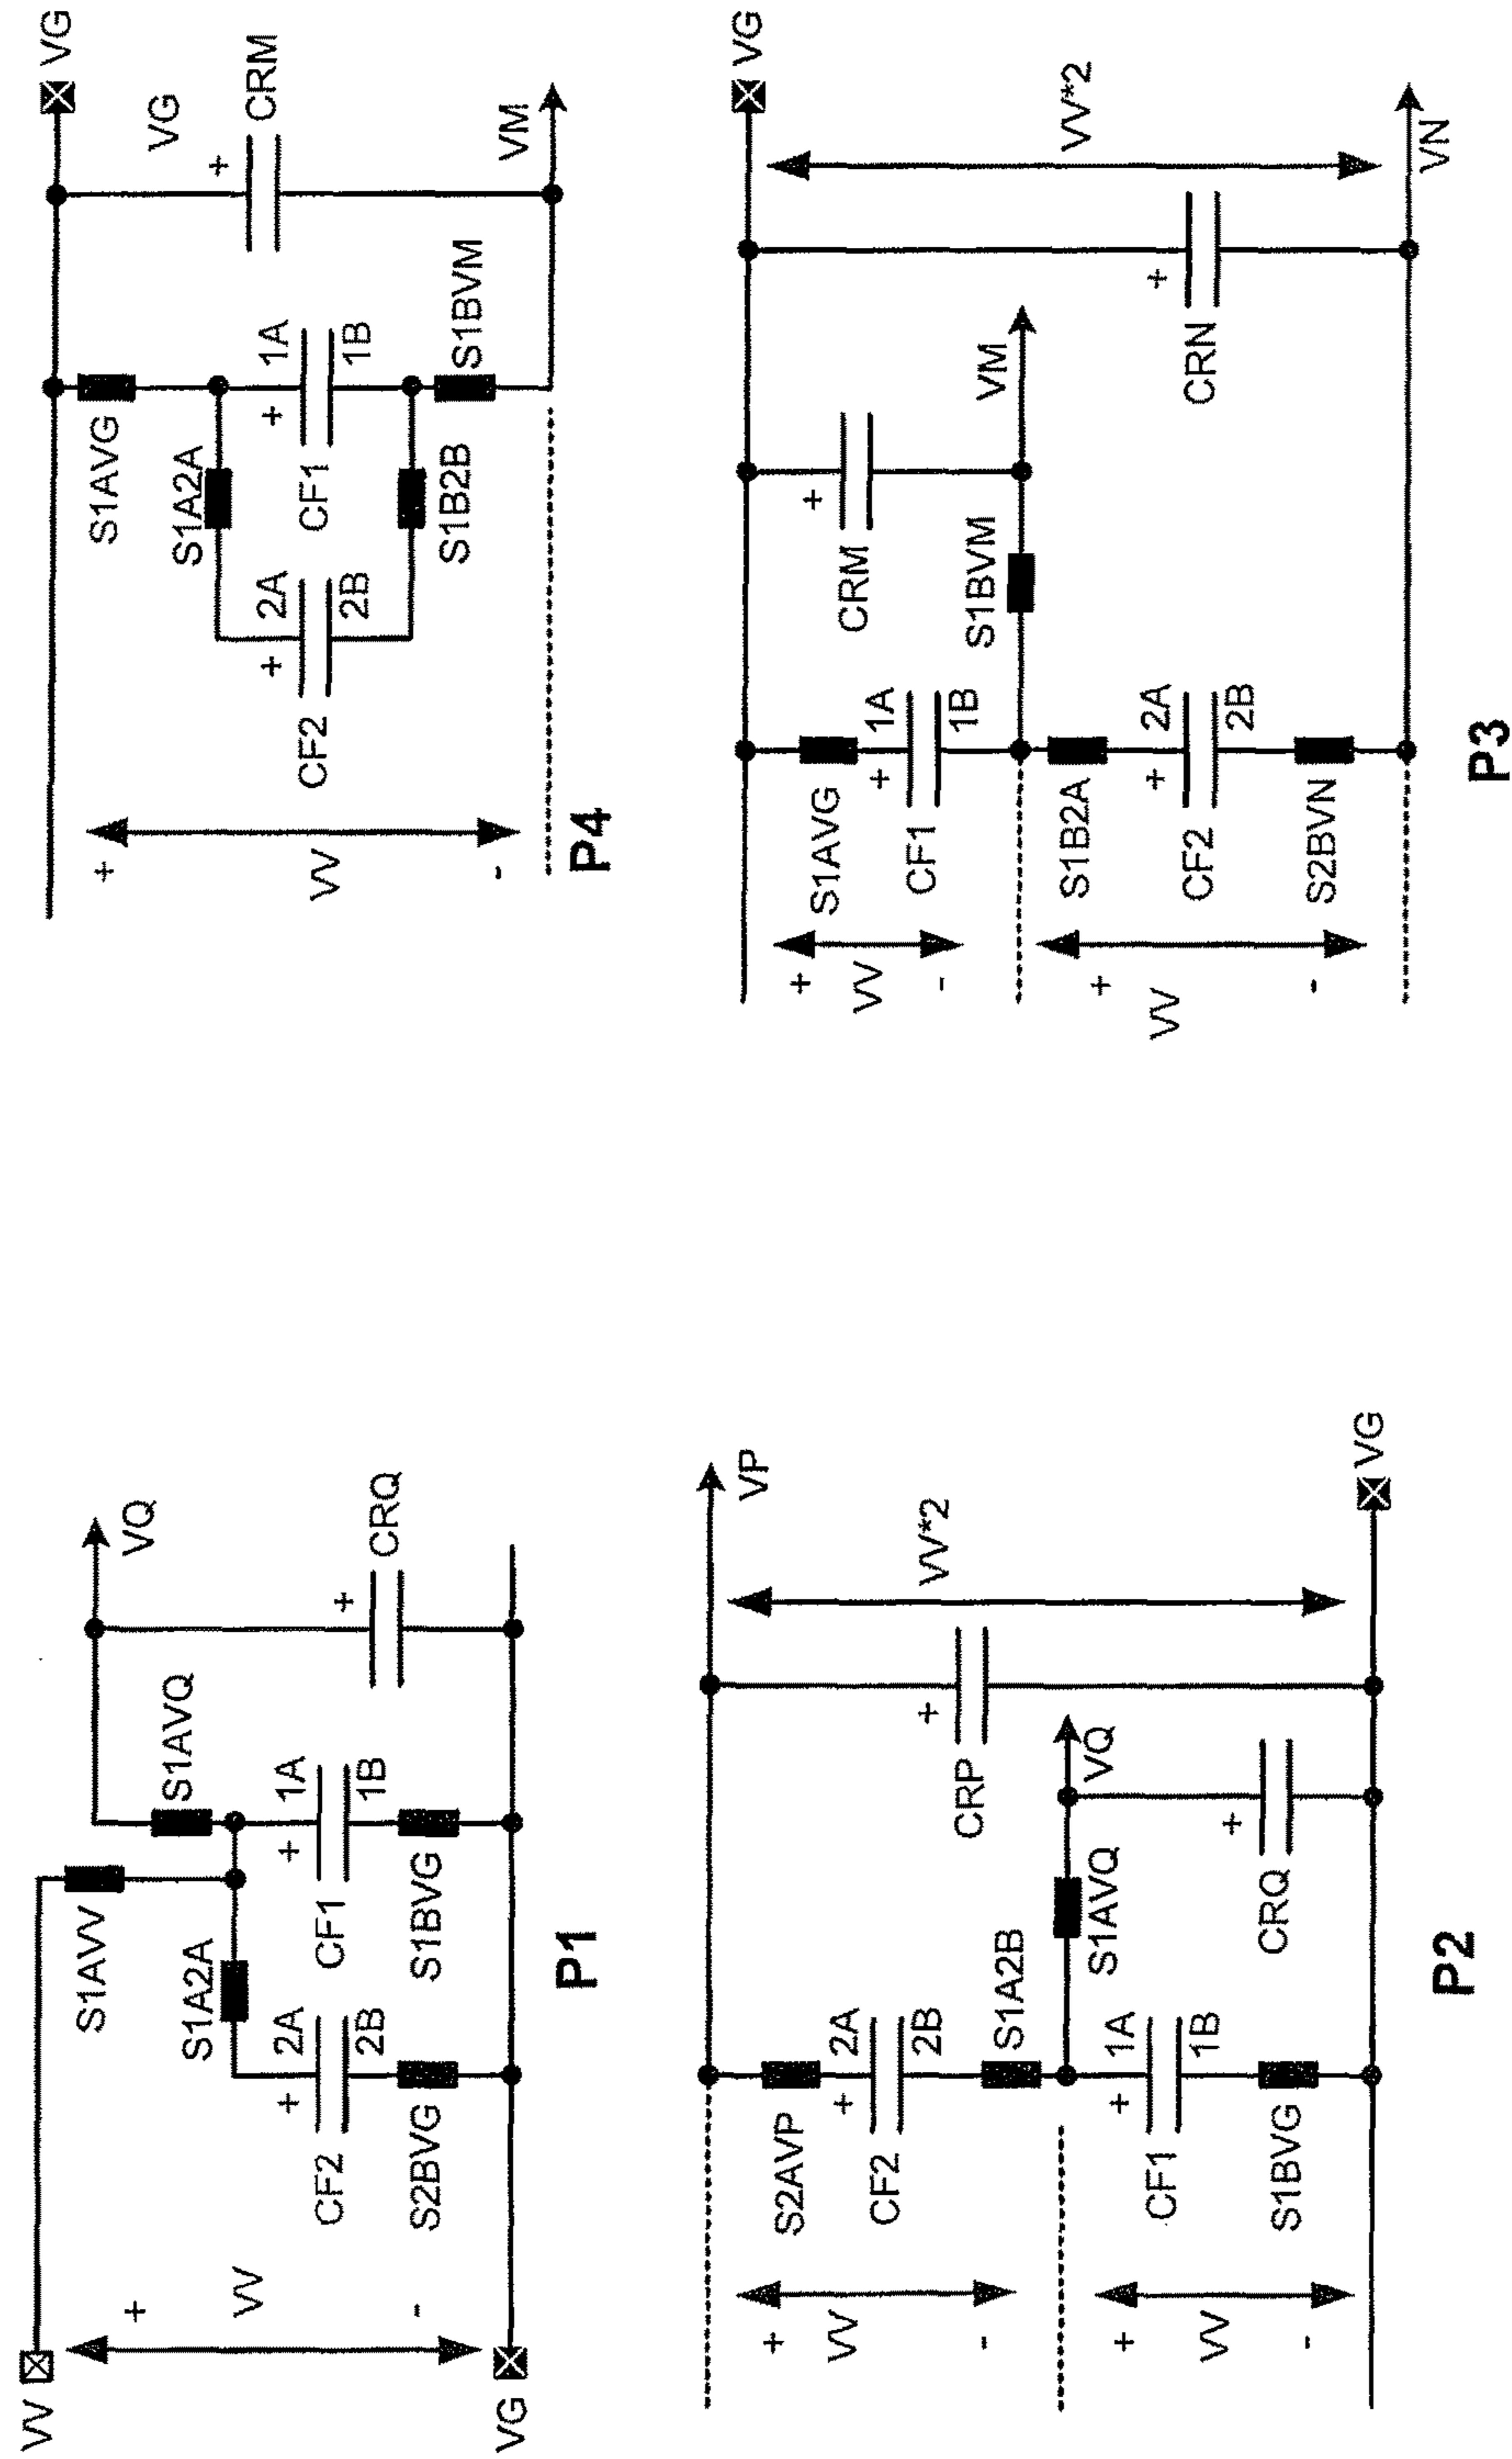 VV
+
VV
-
VG
S1AVV
S1AVQ
VQ
S1A2A
2A
+
CF2
2B
S2BVG
1A
+
CF1
1B
S1BVG
+
CRQ
P1
+
VV
-
S1AVG
VG
S1A2A
2A
+
CF2
2B
1A
+
CF1
1B
S1B2B
S1BVM
VG
+
CRM
VM
P4
+
VV
-
+
VV
-
S2AVP
2A
+
CF2
2B
S1A2B
1A
+
CF1
1B
S1BVG
S1AVQ
VQ
+
CRQ
+
CRP
VP
VV*2
VG
P2
+
VV
-
+
VV
-
S1AVG
1A
+
CF1
1B
S1B2A
2A
+
CF2
2B
S2BVN
S1BVM
+
CRM
VM
+
CRN
VG
VV*2
VN
P3